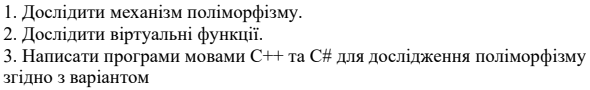 1. Дослідити механізм поліморфізму.
2. Дослідити віртуальні функції.
3. Написати програми мовами C++ та C# для дослідження поліморфізму
згідно з варіантом